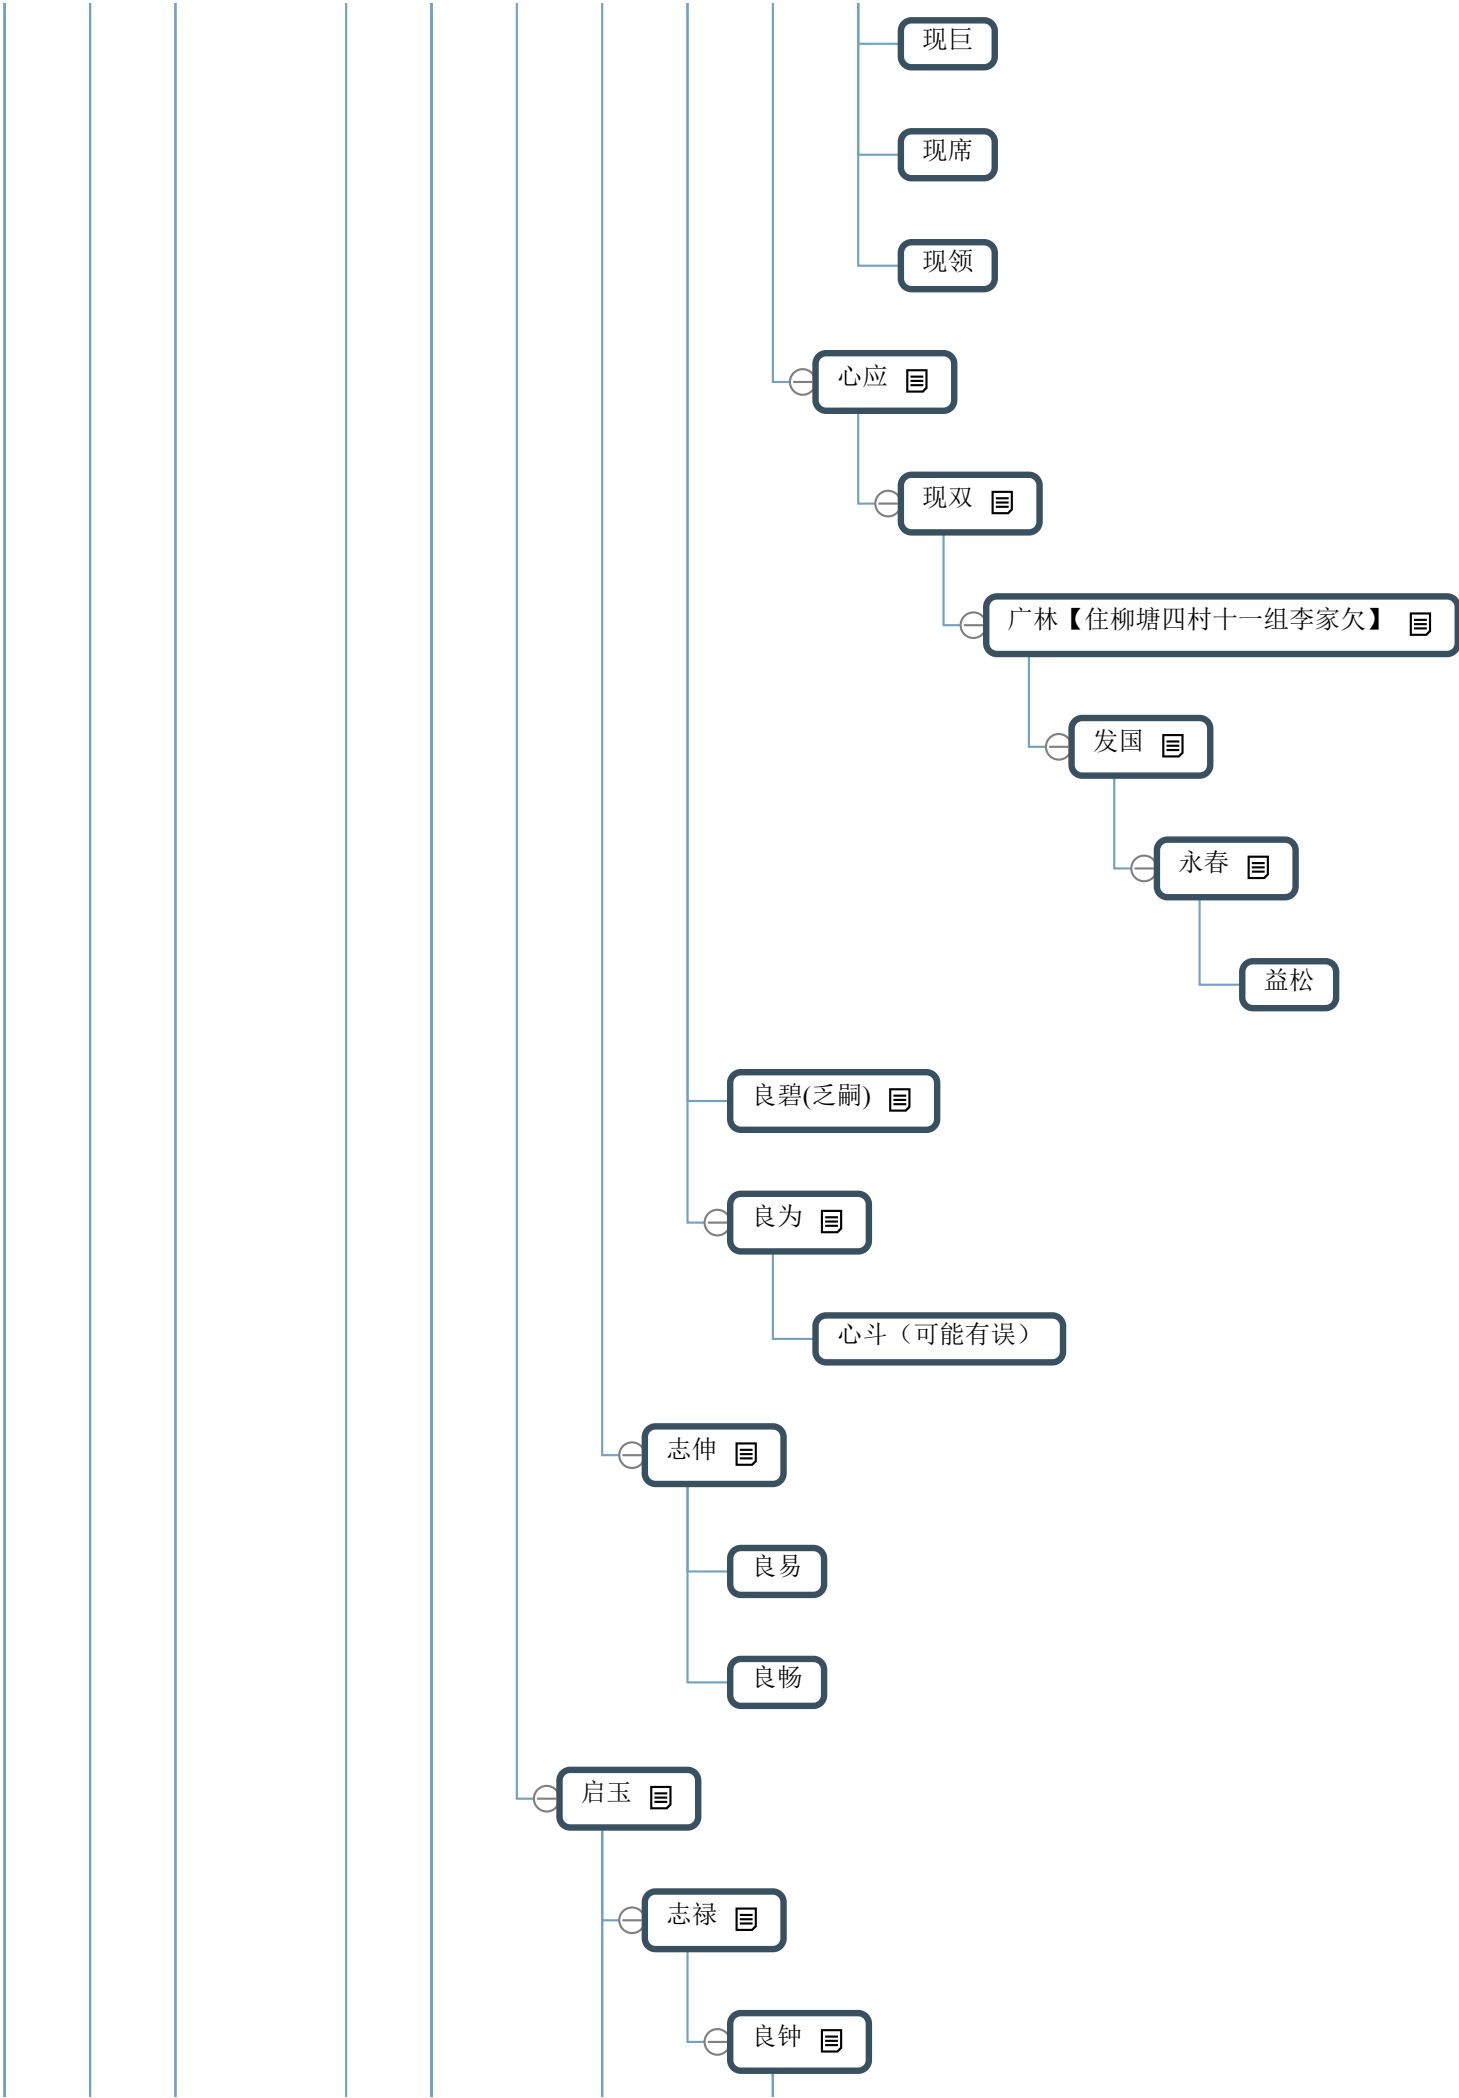 现巨
现席
现领
心应
现双
广林【住柳塘四村十一组李家欠】
发国
永春
益松
良碧(乏嗣)
良为
心斗（可能有误）
志伸
良易
良畅
启玉
志禄
良钟